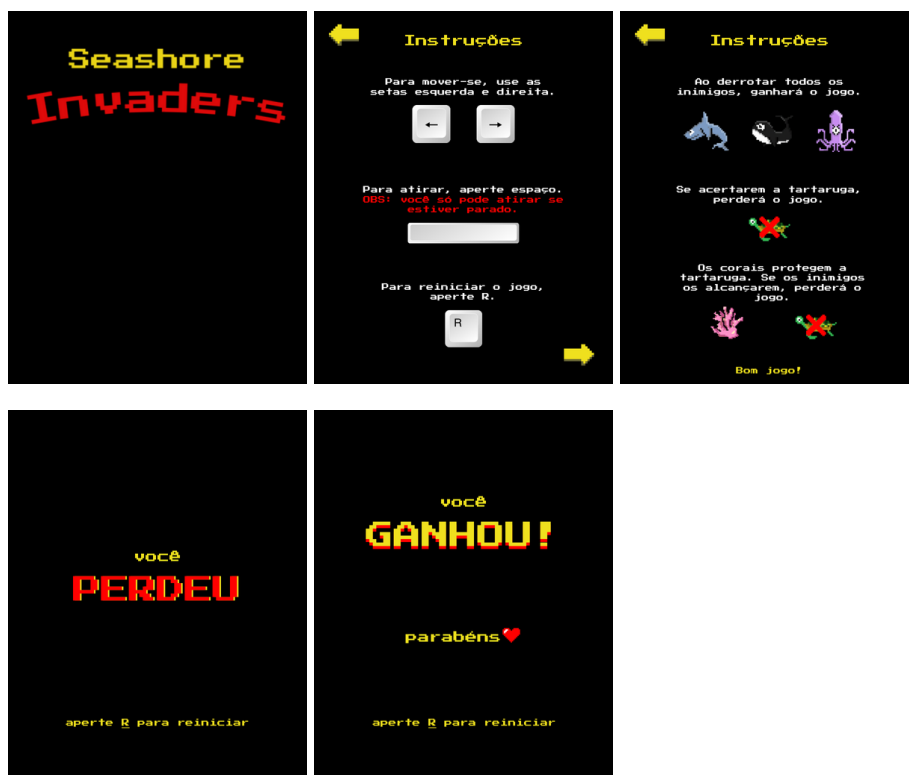 Seashore
Invaders
Instruções
Para mover-se, use as
setas esquerda e direita.
←
→
Para atirar, aperte espaço.
OBS: você só pode atirar se
estiver parado.
Para reiniciar o jogo,
aperte R.
R
Instruções
Ao derrotar todos os
inimigos, ganhará o jogo.
Se acertarem a tartaruga,
perderá o jogo.
Os corais protegem a
tartaruga. Se os inimigos
os alcançarem, perderá o
jogo.
Bom jogo!
você
PERDEU
aperte R para reiniciar
você
GANHOU!
parabéns
aperte R para reiniciar